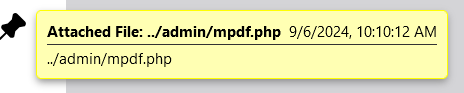 Attached File: ../admin/mpdf.php 9/6/2024, 10:10:12 AM
../admin/mpdf.php